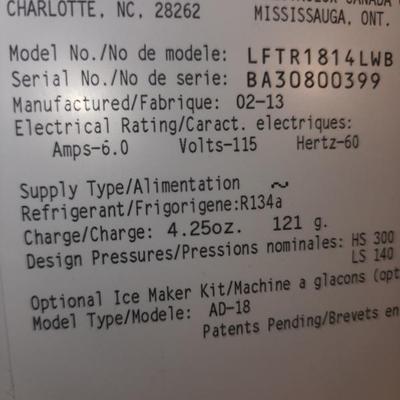 CHARLOTTE, NC, 28262 MISSISSAUGA, ONT.
Model No./No de modele: LFTR1814LWB
Serial No./No de serie: BA30800399
Manufactured/Fabrique: 02-13
Electrical Rating/Caract. electriques:
Amps-6.0 Volts-115 Hertz-60
Supply Type/Alimentation ~
Refrigerant/Frigorigene:R134a
Charge/Charge: 4.25oz. 121 g.
Design Pressures/Pressions nominales: HS 300
LS 140
Optional Ice Maker Kit/Machine a glacons (opt
Model Type/Modele: AD-18
Patents Pending/Brevets en